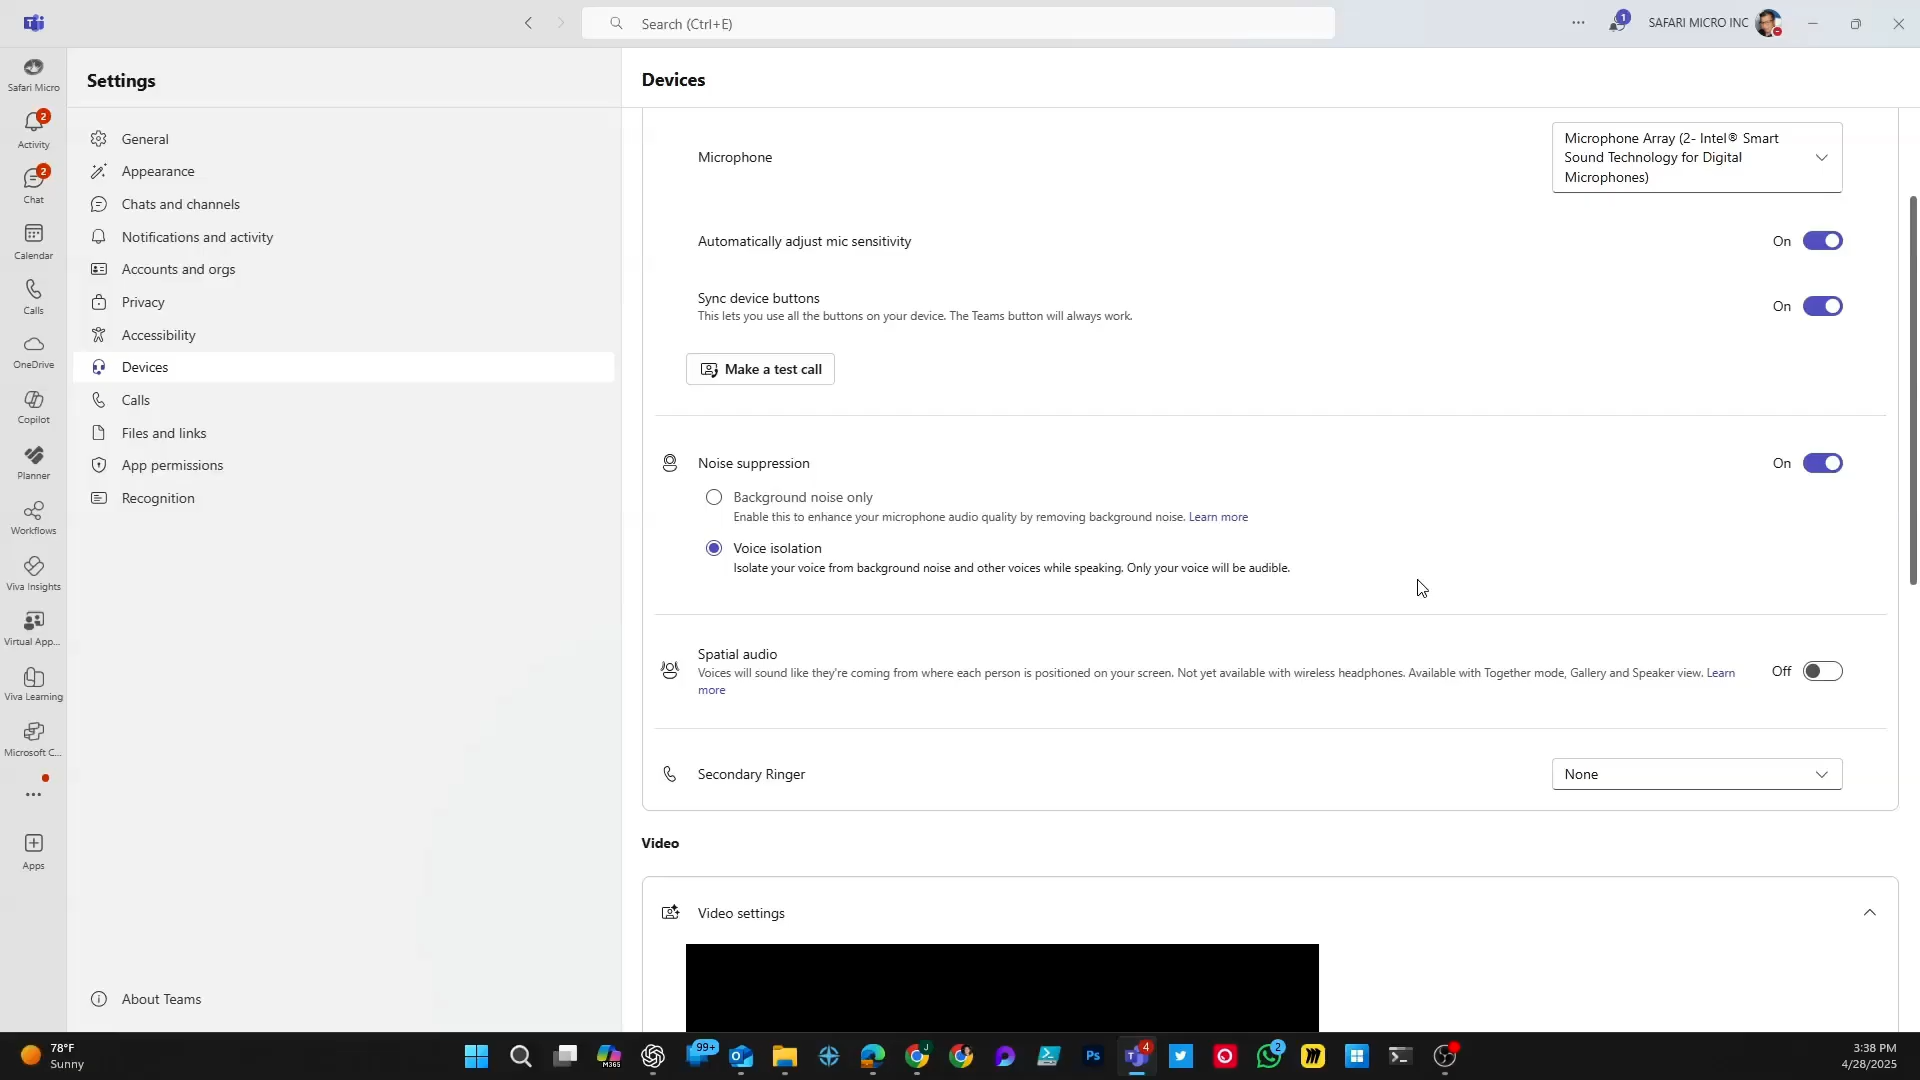 Search (Ctrl+E)
1
SAFARI MICRO INC
Safari Micro
2
Activity
2
Chat
Calendar
Calls
OneDrive
Copilot
Planner
Workflows
Viva Insights
Virtual App...
Viva Learning
Microsoft C...
Apps
Settings
General
Appearance
Chats and channels
Notifications and activity
Accounts and orgs
Privacy
Accessibility
Devices
Calls
Files and links
App permissions
Recognition
About Teams
Devices
Microphone
Microphone Array (2- Intel® Smart
Sound Technology for Digital
Microphones)
Automatically adjust mic sensitivity
On
Sync device buttons
This lets you use all the buttons on your device. The Teams button will always work.
On
Make a test call
Noise suppression
On
Background noise only
Enable this to enhance your microphone audio quality by removing background noise. Learn more
Voice isolation
Isolate your voice from background noise and other voices while speaking. Only your voice will be audible.
Spatial audio
Voices will sound like they're coming from where each person is positioned on your screen. Not yet available with wireless headphones. Available with Together mode, Gallery and Speaker view. Learn
more
Off
Secondary Ringer
None
Video
Video settings
78°F
Sunny
M365
99+
J
Ps
4
2
3:38 PM
4/28/2025